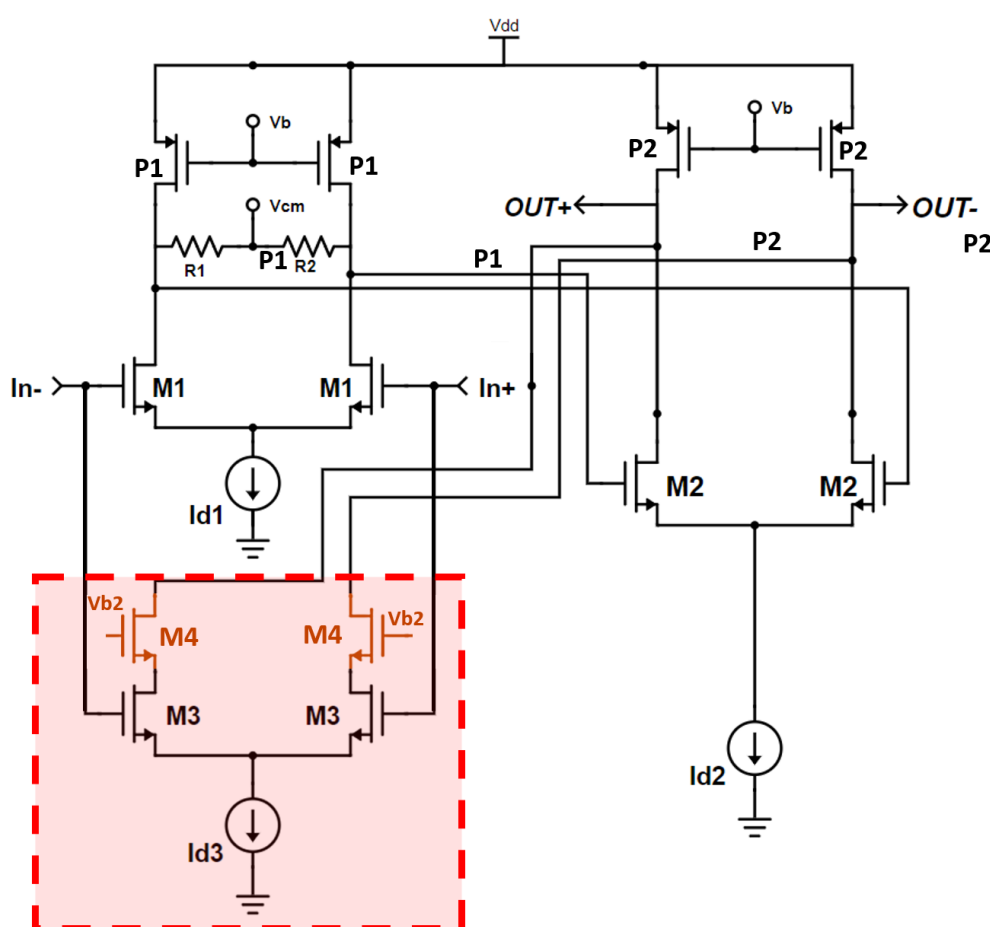 Vdd
Vb
Vb
P1
P1
P2
P2
Vcm
OUT+
OUT-
R1
P1
R2
P1
P2
P2
In-
M1
M1
In+
M2
M2
Id1
Vb2
M4
M4
Vb2
M3
M3
Id2
Id3